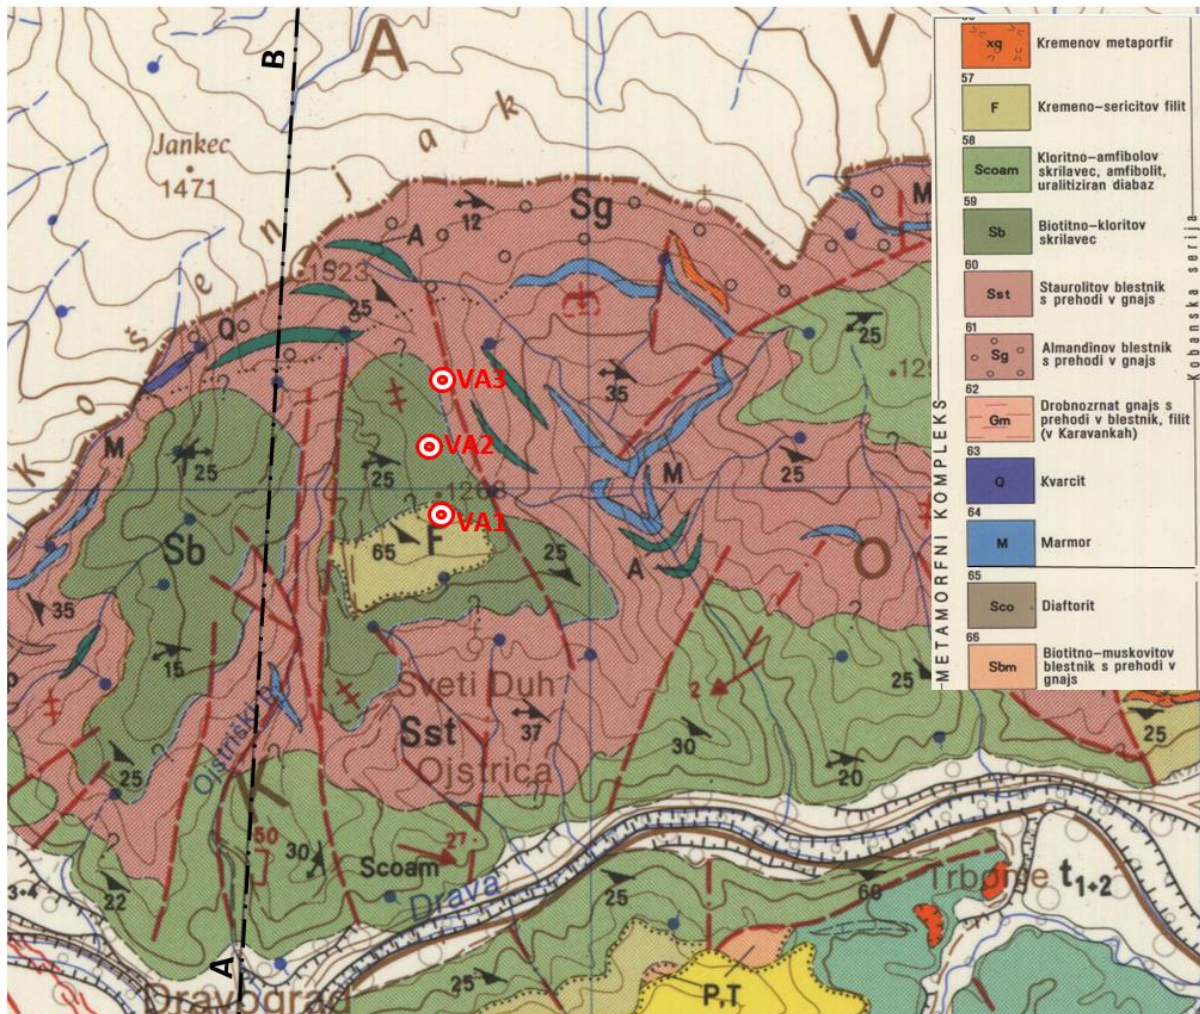 A
B
V
Košenjak
Jankec
1471
1523
12
Sg
A
M
25
Q
VA3
35
25
129
M
25
25
VA2
1268
25
M
VA1
65
F
25
A
O
Sb
35
15
2
25
Sveti Duh
Sst
37
Ojstrica
30
20
25
25
Ojstriški p.
K
50
30
Scoam
27
Drava
22
3+4
25
60
Trbonje
t1+2
A
25
P,T
Dravograd
xq
Kremenov metaporfir
57
F
Kremeno-sericitov filit
58
Scoam
Kloritno-amfibolov
skrilavec, amfibolit,
uralitiziran diabaz
59
Sb
Biotitno-kloritov
skrilavec
60
Sst
Staurolitov blestnik
s prehodi v gnajs
61
Sg
Almandinov blestnik
s prehodi v gnajs
62
Gm
Drobnozrnat gnajs s
prehodi v blestnik, filit
(v Karavankah)
63
Q
Kvarcit
64
M
Marmor
65
Sco
Diaftorit
66
Sbm
Biotitno-muskovitov
blestnik s prehodi v
gnajs
METAMORFNI KOMPLEKS
Kobanska serija